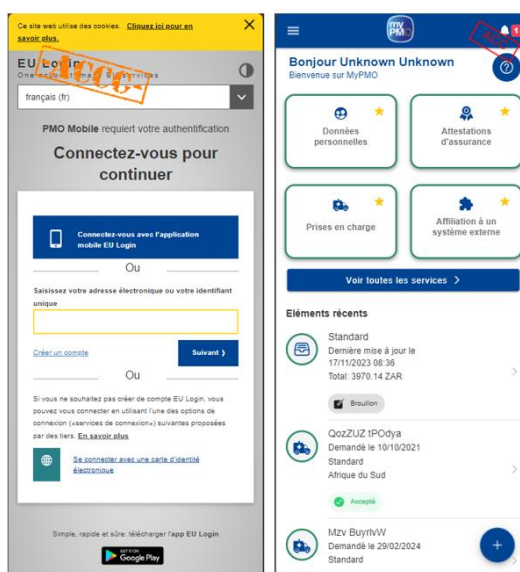 Ce site web utilise des cookies. Cliquez ici pour en
savoir plus.
EU Login
ACC
français (fr)
PMO Mobile requiert votre authentification
Connectez-vous pour
continuer
Connectez-vous avec l'application
mobile EU Login
Ou
Saisissez votre adresse électronique ou votre identifiant
unique
Créer un compte
Suivant
Ou
Si vous ne souhaitez pas créer de compte EU Login, vous
pouvez vous connecter en utilisant l'une des options de
connexion («services de connexion») suivantes proposées
par des tiers. En savoir plus
Se connecter avec une carte d'identité
électronique
Simple, rapide et sûre: télécharger l'app EU Login
GET IT ON
Google Play
my
PMO
ACC
1
Bonjour Unknown Unknown
Bienvenue sur MyPMO
?
Données
personnelles
Attestations
d'assurance
Prises en charge
Affiliation à un
système externe
Voir toutes les services
Eléments récents
Standard
Dernière mise à jour le
17/11/2023 08:36
Total: 3970.14 ZAR
Brouillon
QozZUZ tPOdya
Demandé le 10/10/2021
Standard
Afrique du Sud
Accepté
Mzv BuyrIvW
Demandé le 29/02/2024
Standard